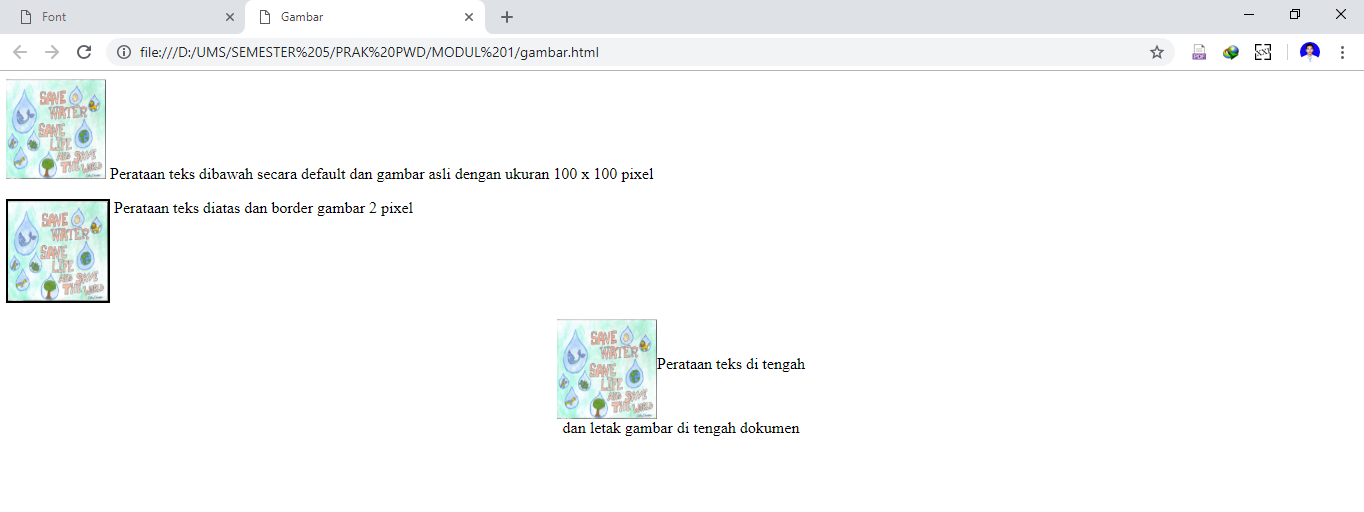 Font
Gambar
file:///D:/UMS/SEMESTER%205/PRAK%20PWD/MODUL%201/gambar.html
PDF
SAVE
WATER
SAVE
LIFE
AND SAVE
THE WORLD
Perataan teks dibawah secara default dan gambar asli dengan ukuran 100 x 100 pixel
SAVE
WATER
SAVE
LIFE
AND SAVE
THE WORLD
Perataan teks diatas dan border gambar 2 pixel
SAVE
WATER
SAVE
LIFE
AND SAVE
THE WORLD
Perataan teks di tengah
dan letak gambar di tengah dokumen